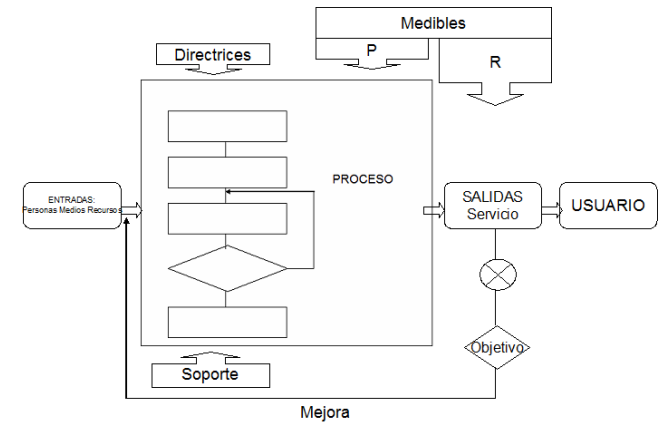 Medibles
Directrices
P
R
PROCESO
ENTRADAS:
Personas Medios Recursos
SALIDAS
Servicio
USUARIO
Objetivo
Soporte
Mejora